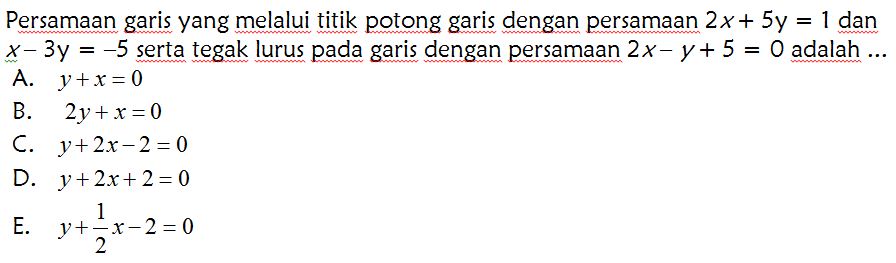 Persamaan garis yang melalui titik potong garis dengan persamaan 2x + 5y = 1 dan
x – 3y = –5 serta tegak lurus pada garis dengan persamaan 2x – y + 5 = 0 adalah ...
A. y + x = 0
B. 2y + x = 0
C. y + 2x − 2 = 0
D. y + 2x + 2 = 0
E. y + 1/2 x − 2 = 0